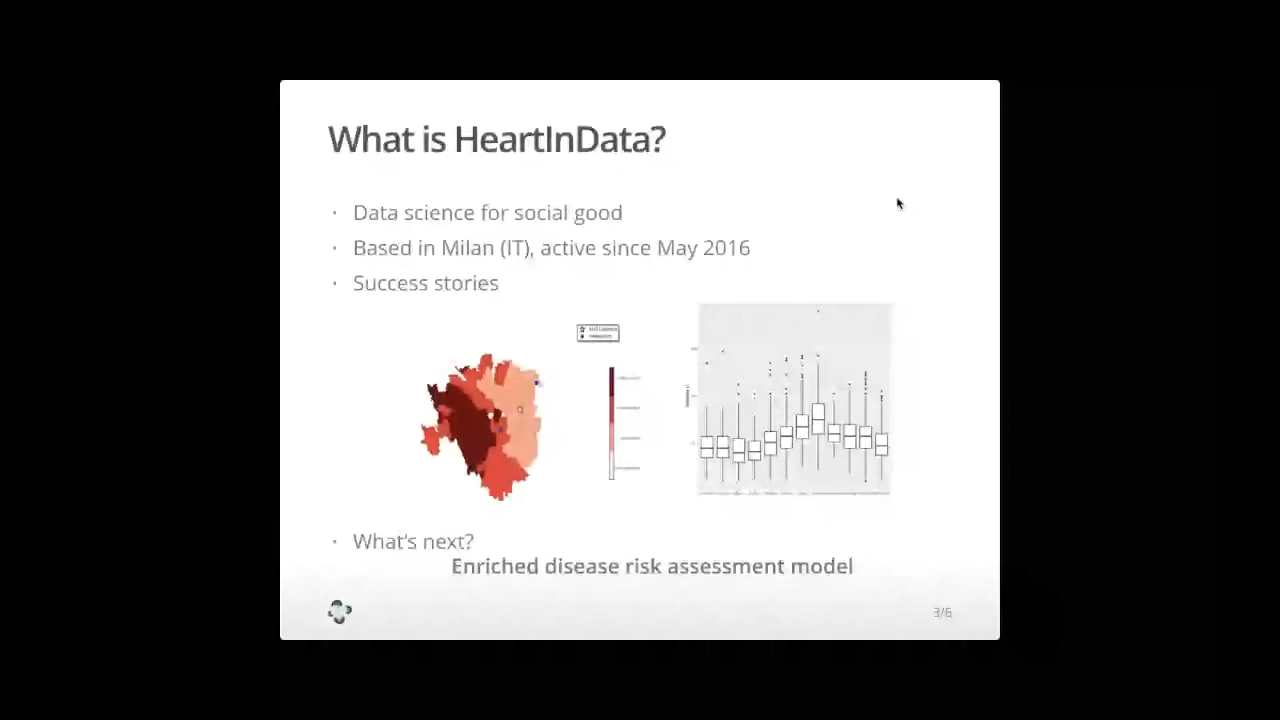 What is HeartInData?
· Data science for social good
· Based in Milan (IT), active since May 2016
· Success stories
· What's next?
Enriched disease risk assessment model
3/6